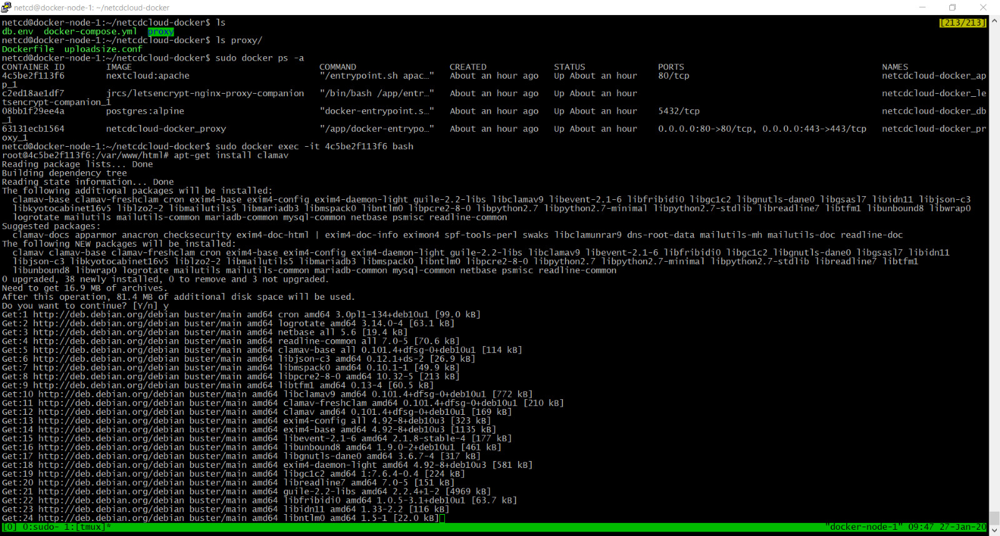 netcd@docker-node-1: ~/netcdcloud-docker
netcd@docker-node-1:~/netcdcloud-docker$ ls [213/213]
db.env  docker-compose.yml  proxy
netcd@docker-node-1:~/netcdcloud-docker$ ls proxy/
Dockerfile  uploadsize.conf
netcd@docker-node-1:~/netcdcloud-docker$ sudo docker ps -a
CONTAINER ID        IMAGE                                    COMMAND                  CREATED             STATUS              PORTS                                      NAMES
4c5be2f113f6        nextcloud:apache                         "/entrypoint.sh apac…"   About an hour ago   Up About an hour    80/tcp                                     netcdcloud-docker_ap
p_1
c2ed18ae1df7        jrcs/letsencrypt-nginx-proxy-companion   "/bin/bash /app/entr…"   About an hour ago   Up About an hour                                               netcdcloud-docker_le
tsencrypt-companion_1
08bb1f29ee4a        postgres:alpine                          "docker-entrypoint.s…"   About an hour ago   Up About an hour    5432/tcp                                   netcdcloud-docker_db
_1
63131ecb1564        netcdcloud-docker_proxy                  "/app/docker-entrypo…"   About an hour ago   Up About an hour    0.0.0.0:80->80/tcp, 0.0.0.0:443->443/tcp   netcdcloud-docker_pr
oxy_1
netcd@docker-node-1:~/netcdcloud-docker$ sudo docker exec -it 4c5be2f113f6 bash
root@4c5be2f113f6:/var/www/html# apt-get install clamav
Reading package lists... Done
Building dependency tree
Reading state information... Done
The following additional packages will be installed:
  clamav-base clamav-freshclam cron exim4-base exim4-config exim4-daemon-light guile-2.2-libs libclamav9 libevent-2.1-6 libfribidi0 libgc1c2 libgnutls-dane0 libgsasl7 libidn11 libjson-c3
  libkyotocabinet16v5 liblzo2-2 libmailutils5 libmariadb3 libmspack0 libntlm0 libpcre2-8-0 libpython2.7 libpython2.7-minimal libpython2.7-stdlib libreadline7 libtfm1 libunbound8 libwrap0
  logrotate mailutils mailutils-common mariadb-common mysql-common netbase psmisc readline-common
Suggested packages:
  clamav-docs apparmor anacron checksecurity exim4-doc-html | exim4-doc-info eximon4 spf-tools-perl swaks libclamunrar9 dns-root-data mailutils-mh mailutils-doc readline-doc
The following NEW packages will be installed:
  clamav clamav-base clamav-freshclam cron exim4-base exim4-config exim4-daemon-light guile-2.2-libs libclamav9 libevent-2.1-6 libfribidi0 libgc1c2 libgnutls-dane0 libgsasl7 libidn11
  libjson-c3 libkyotocabinet16v5 liblzo2-2 libmailutils5 libmariadb3 libmspack0 libntlm0 libpcre2-8-0 libpython2.7 libpython2.7-minimal libpython2.7-stdlib libreadline7 libtfm1
  libunbound8 libwrap0 logrotate mailutils mailutils-common mariadb-common mysql-common netbase psmisc readline-common
0 upgraded, 38 newly installed, 0 to remove and 3 not upgraded.
Need to get 16.9 MB of archives.
After this operation, 81.4 MB of additional disk space will be used.
Do you want to continue? [Y/n] y
Get:1 http://deb.debian.org/debian buster/main amd64 cron amd64 3.0pl1-134+deb10u1 [99.0 kB]
Get:2 http://deb.debian.org/debian buster/main amd64 logrotate amd64 3.14.0-4 [63.1 kB]
Get:3 http://deb.debian.org/debian buster/main amd64 netbase all 5.6 [19.4 kB]
Get:4 http://deb.debian.org/debian buster/main amd64 readline-common all 7.0-5 [70.6 kB]
Get:5 http://deb.debian.org/debian buster/main amd64 clamav-base all 0.101.4+dfsg-0+deb10u1 [114 kB]
Get:6 http://deb.debian.org/debian buster/main amd64 libjson-c3 amd64 0.12.1+ds-2 [26.9 kB]
Get:7 http://deb.debian.org/debian buster/main amd64 libmspack0 amd64 0.10.1-1 [49.9 kB]
Get:8 http://deb.debian.org/debian buster/main amd64 libpcre2-8-0 amd64 10.32-5 [213 kB]
Get:9 http://deb.debian.org/debian buster/main amd64 libtfm1 amd64 0.13-4 [60.5 kB]
Get:10 http://deb.debian.org/debian buster/main amd64 libclamav9 amd64 0.101.4+dfsg-0+deb10u1 [772 kB]
Get:11 http://deb.debian.org/debian buster/main amd64 clamav-freshclam amd64 0.101.4+dfsg-0+deb10u1 [210 kB]
Get:12 http://deb.debian.org/debian buster/main amd64 clamav amd64 0.101.4+dfsg-0+deb10u1 [169 kB]
Get:13 http://deb.debian.org/debian buster/main amd64 exim4-config all 4.92-8+deb10u3 [323 kB]
Get:14 http://deb.debian.org/debian buster/main amd64 exim4-base amd64 4.92-8+deb10u3 [1135 kB]
Get:15 http://deb.debian.org/debian buster/main amd64 libevent-2.1-6 amd64 2.1.8-stable-4 [177 kB]
Get:16 http://deb.debian.org/debian buster/main amd64 libunbound8 amd64 1.9.0-2+deb10u1 [461 kB]
Get:17 http://deb.debian.org/debian buster/main amd64 libgnutls-dane0 amd64 3.6.7-4 [317 kB]
Get:18 http://deb.debian.org/debian buster/main amd64 exim4-daemon-light amd64 4.92-8+deb10u3 [581 kB]
Get:19 http://deb.debian.org/debian buster/main amd64 libgc1c2 amd64 1:7.6.4-0.4 [224 kB]
Get:20 http://deb.debian.org/debian buster/main amd64 libreadline7 amd64 7.0-5 [151 kB]
Get:21 http://deb.debian.org/debian buster/main amd64 guile-2.2-libs amd64 2.2.4+1-2 [4969 kB]
Get:22 http://deb.debian.org/debian buster/main amd64 libfribidi0 amd64 1.0.5-3.1+deb10u1 [63.7 kB]
Get:23 http://deb.debian.org/debian buster/main amd64 libidn11 amd64 1.33-2.2 [116 kB]
Get:24 http://deb.debian.org/debian buster/main amd64 libntlm0 amd64 1.5-1 [22.0 kB]
[0] 0:sudo- 1:[tmux]* "docker-node-1" 09:47 27-Jan-20